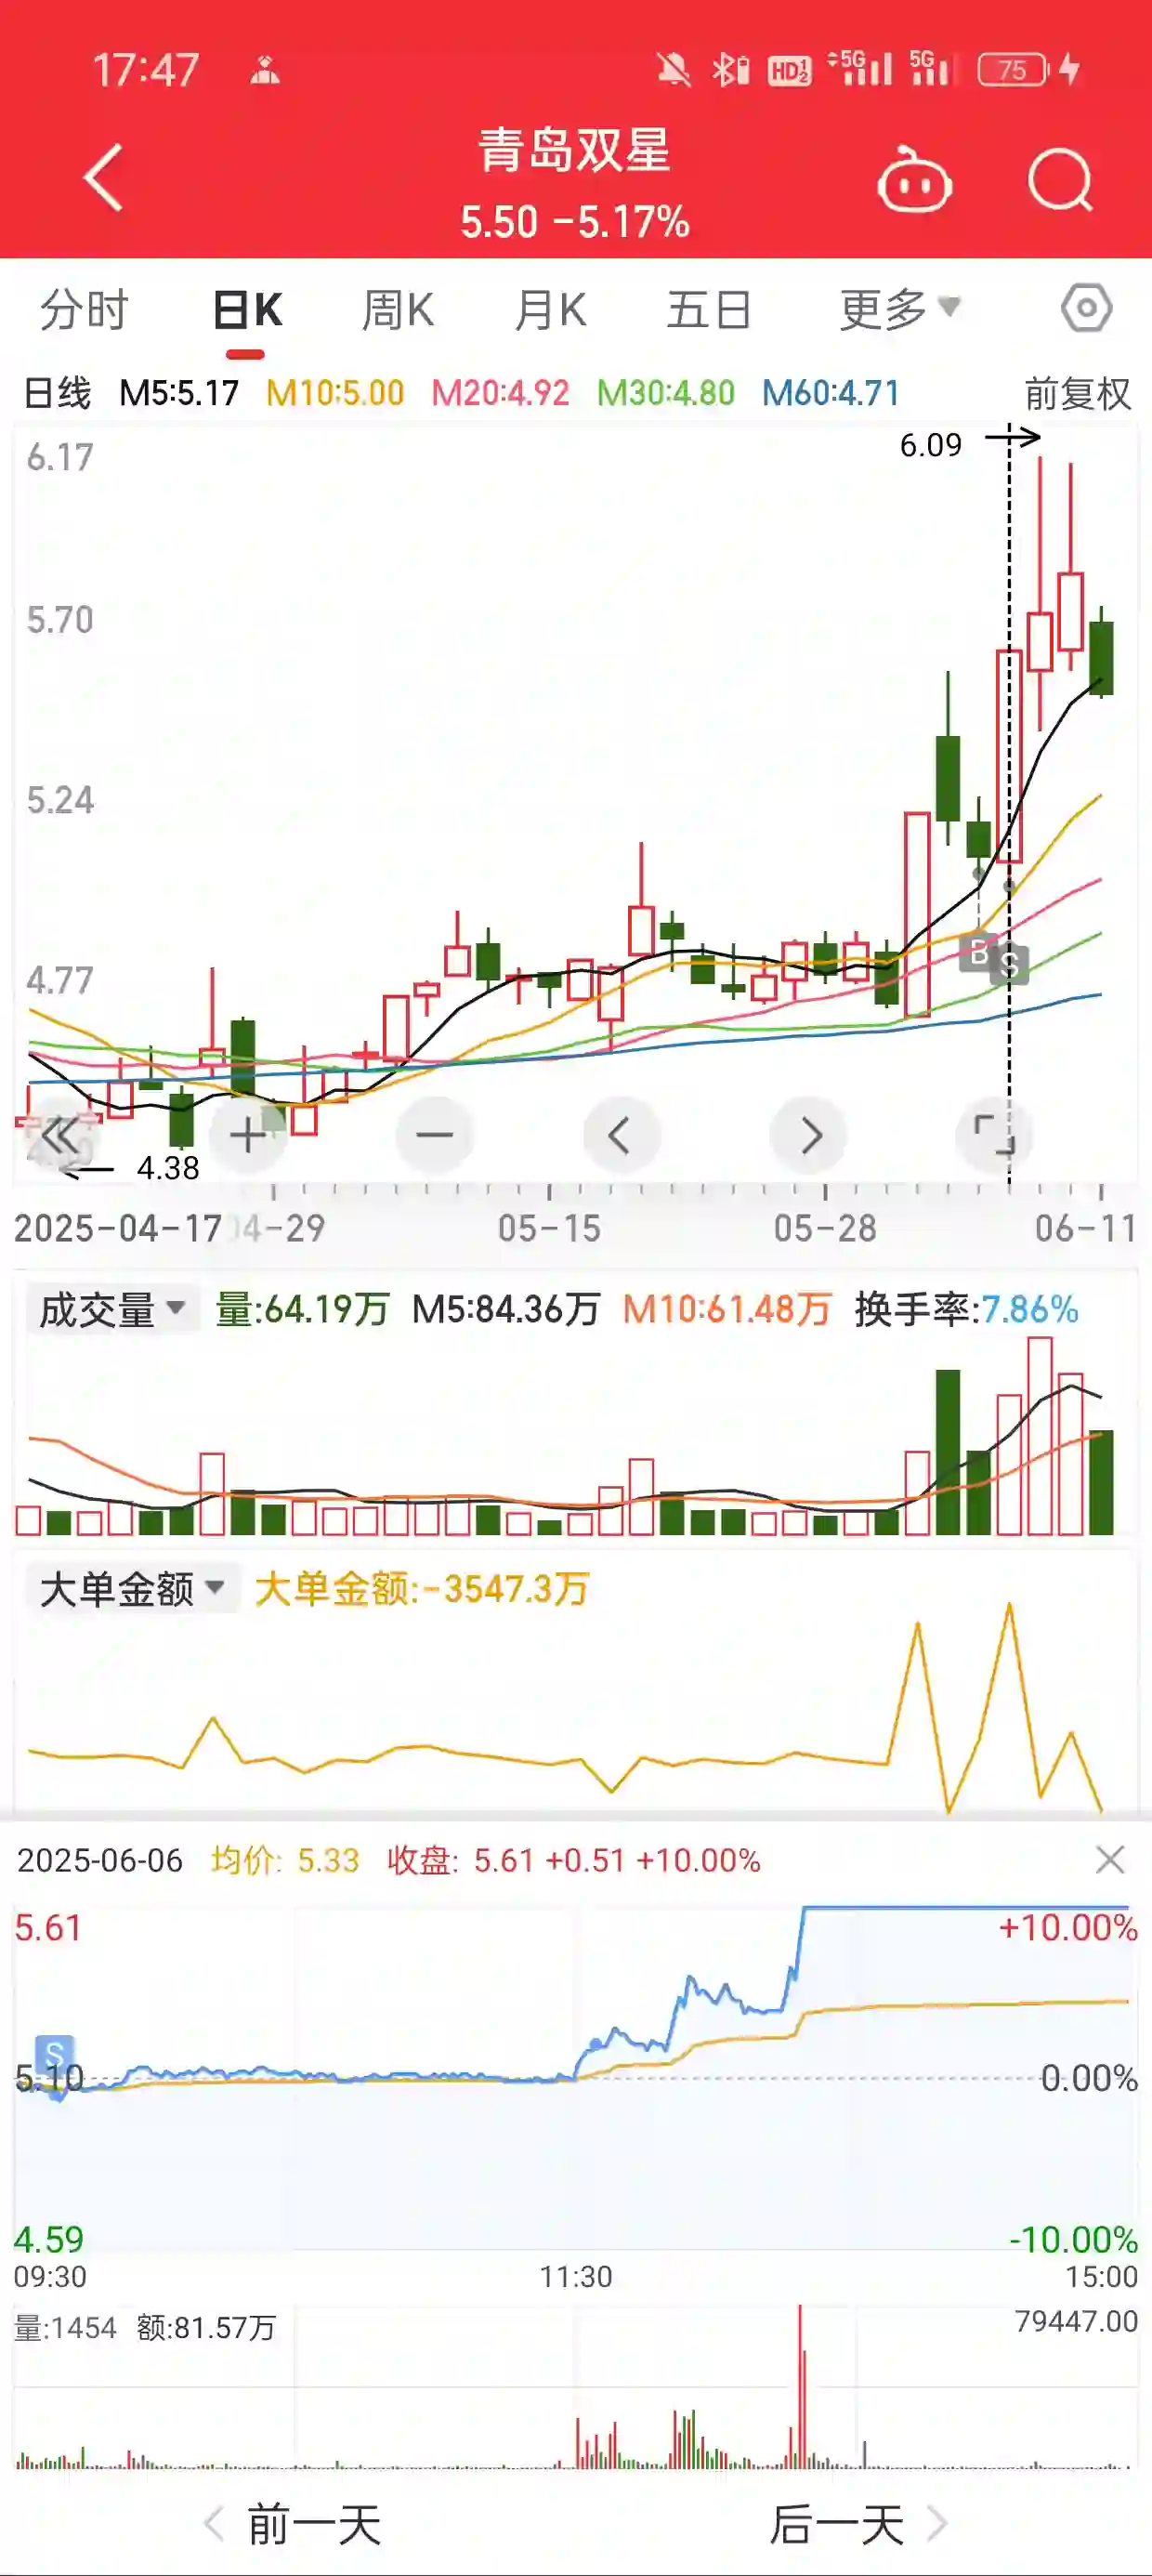 17:47 HD 1 2 5G 5G 75
青岛双星
5.50 -5.17%
分时 日K 周K 月K 五日 更多
日线 M5:5.17 M10:5.00 M20:4.92 M30:4.80 M60:4.71 前复权
6.09
6.17
5.70
5.24
4.77
B S
4.38
2025-04-17 04-29 05-15 05-28 06-11
成交量 量:64.19万 M5:84.36万 M10:61.48万 换手率:7.86%
大单金额 大单金额:-3547.3万
2025-06-06 均价: 5.33 收盘: 5.61 +0.51 +10.00%
5.61 +10.00%
S
5.10 0.00%
4.59 -10.00%
09:30 11:30 15:00
量:1454 额:81.57万 79447.00
前一天 后一天